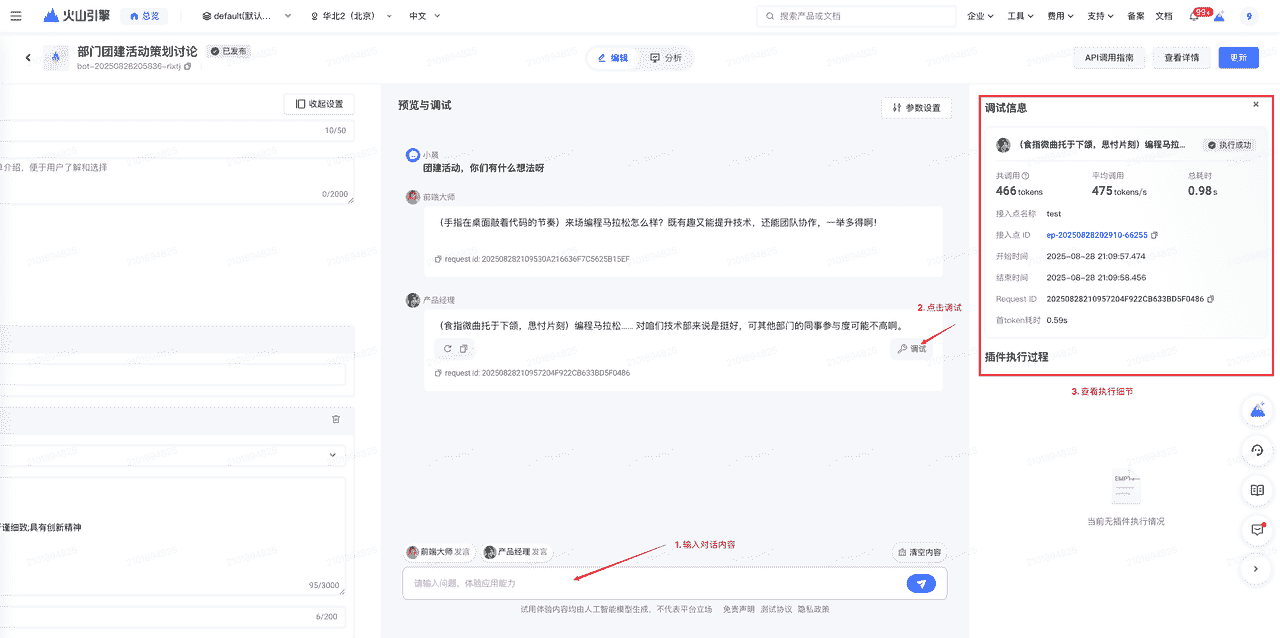 火山引擎
总览
default(默认...
华北2（北京）
中文
搜索产品或文档
企业
工具
费用
支持
备案
文档
99+
9
部门团建活动策划讨论
已发布
bot-20250828205836-rixtj
编辑
分析
API调用指南
查看详情
更新
收起设置
10/50
介绍，便于用户了解和选择
0/2000
谨细致;具有创新精神
95/3000
6/200
预览与调试
参数设置
小晨
团建活动，你们有什么想法呀
前端大师
（手指在桌面敲着代码的节奏）来场编程马拉松怎么样？既有趣又能提升技术，还能团队协作，一举多得啊！
request id: 202508282109530A216636F7C5625B15EF
产品经理
（食指微曲托于下颌，思忖片刻）编程马拉松…… 对咱们技术部来说是挺好，可其他部门的同事参与度可能不高啊。
2.点击调试
调试
request id: 20250828210957204F922CB633BD5F0486
前端大师 发言
产品经理 发言
1.输入对话内容
清空内容
请输入问题，体验应用能力
试用体验内容均由人工智能模型生成，不代表平台立场 免责声明 测试协议 隐私政策
调试信息
（食指微曲托于下颌，思忖片刻）编程马拉...
执行成功
共调用
平均调用
总耗时
466 tokens
475 tokens/s
0.98 s
接入点名称 test
接入点 ID ep-20250828202910-66255
开始时间 2025-08-28 21:09:57.474
结束时间 2025-08-28 21:09:58.456
Request ID 20250828210957204F922CB633BD5F0486
首token耗时 0.59s
插件执行过程
3.查看执行细节
EMPTY
当前无插件执行情况